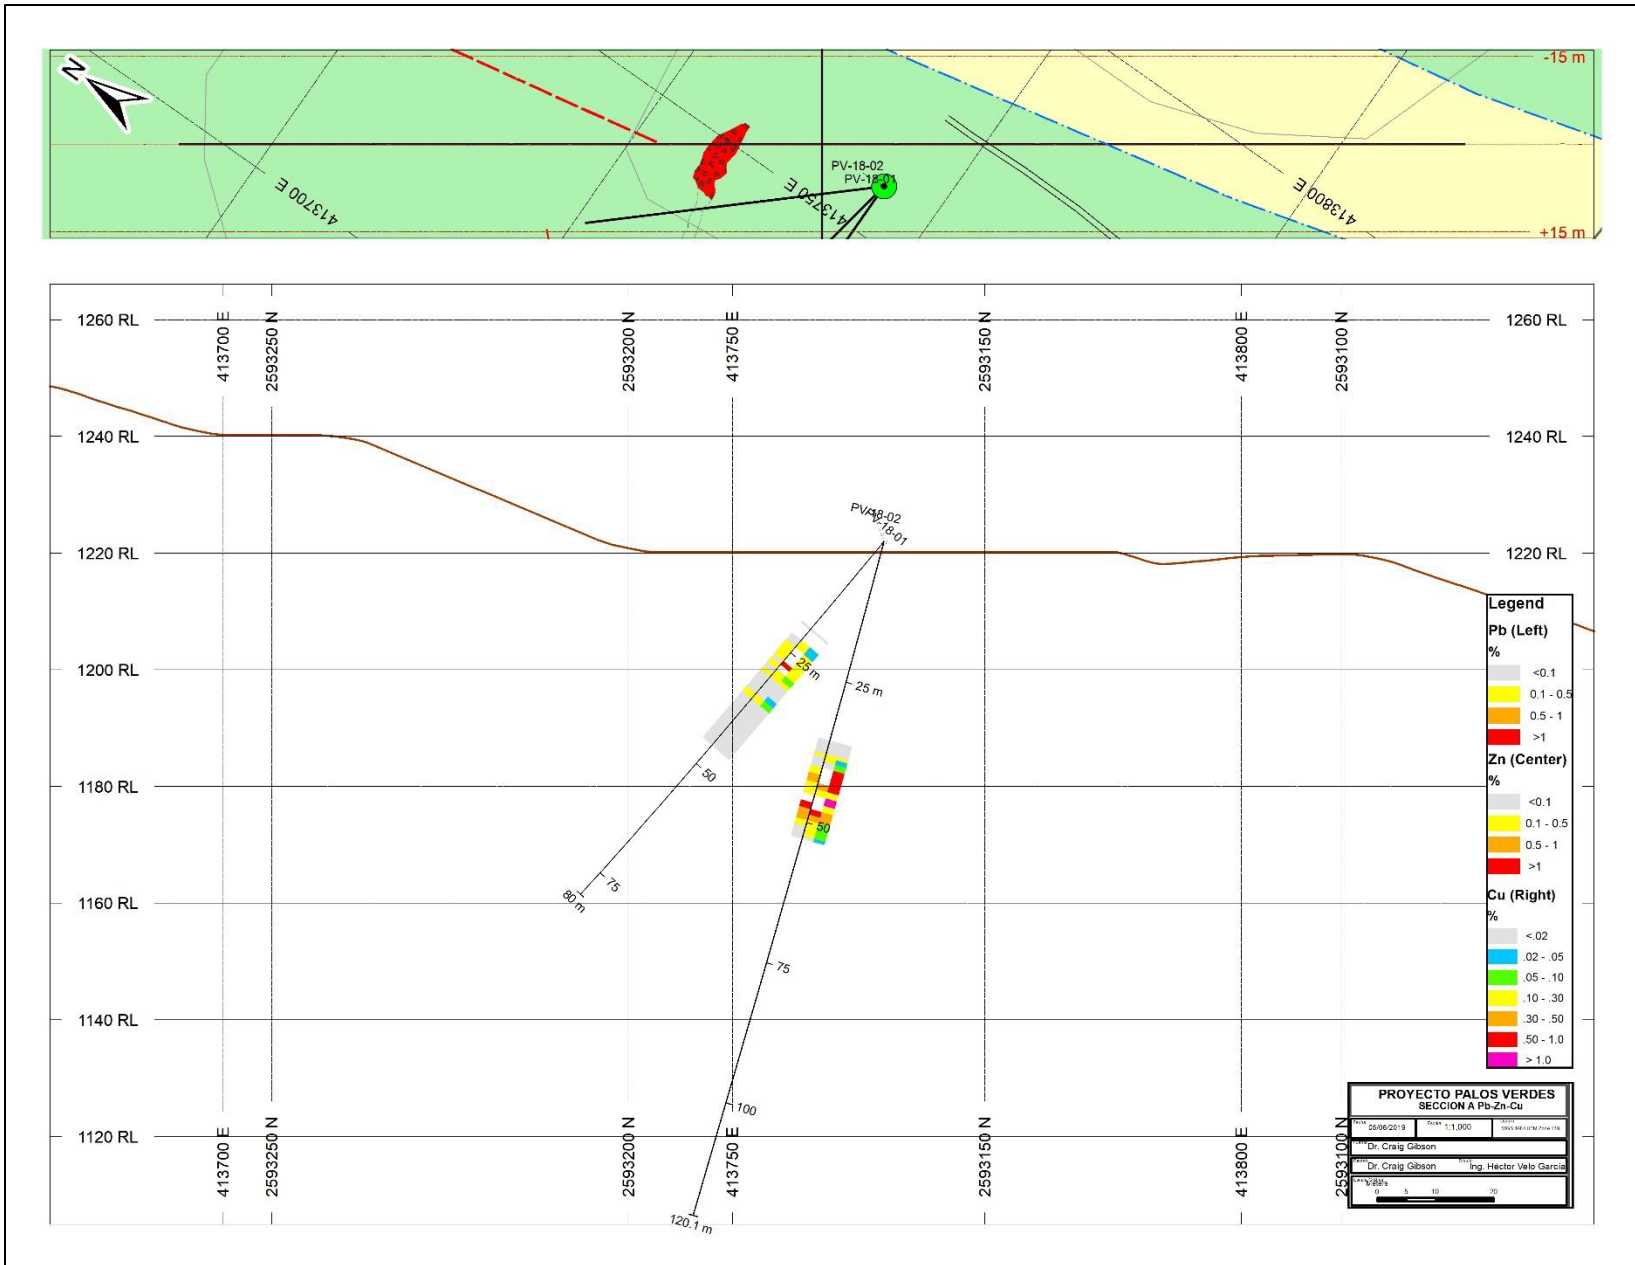 N
-15 m
PV-18-02
PV-18-01
413700 E
413750 E
413800 E
+15 m
1260 RL
413700 E
2593250 N
2593200 N
413750 E
2593150 N
413800 E
2593100 N
1260 RL
1240 RL
1240 RL
PV-18-02
PV-18-01
1220 RL
1220 RL
1200 RL
25 m
25 m
50
1180 RL
50
75
80 m
1160 RL
75
1140 RL
100
1120 RL
120.1 m
413700 E
2593250 N
2593200 N
413750 E
2593150 N
413800 E
2593100 N
Legend
Pb (Left)
%
<0.1
0.1 - 0.5
0.5 - 1
>1
Zn (Center)
%
<0.1
0.1 - 0.5
0.5 - 1
>1
Cu (Right)
%
<.02
.02 - .05
.05 - .10
.10 - .30
.30 - .50
.50 - 1.0
> 1.0
PROYECTO PALOS VERDES
SECCION A Pb-Zn-Cu
1:1,000
Dr. Craig Gibson
Dr. Craig Gibson Ing. Héctor Velo García
Meters
0 5 10 20